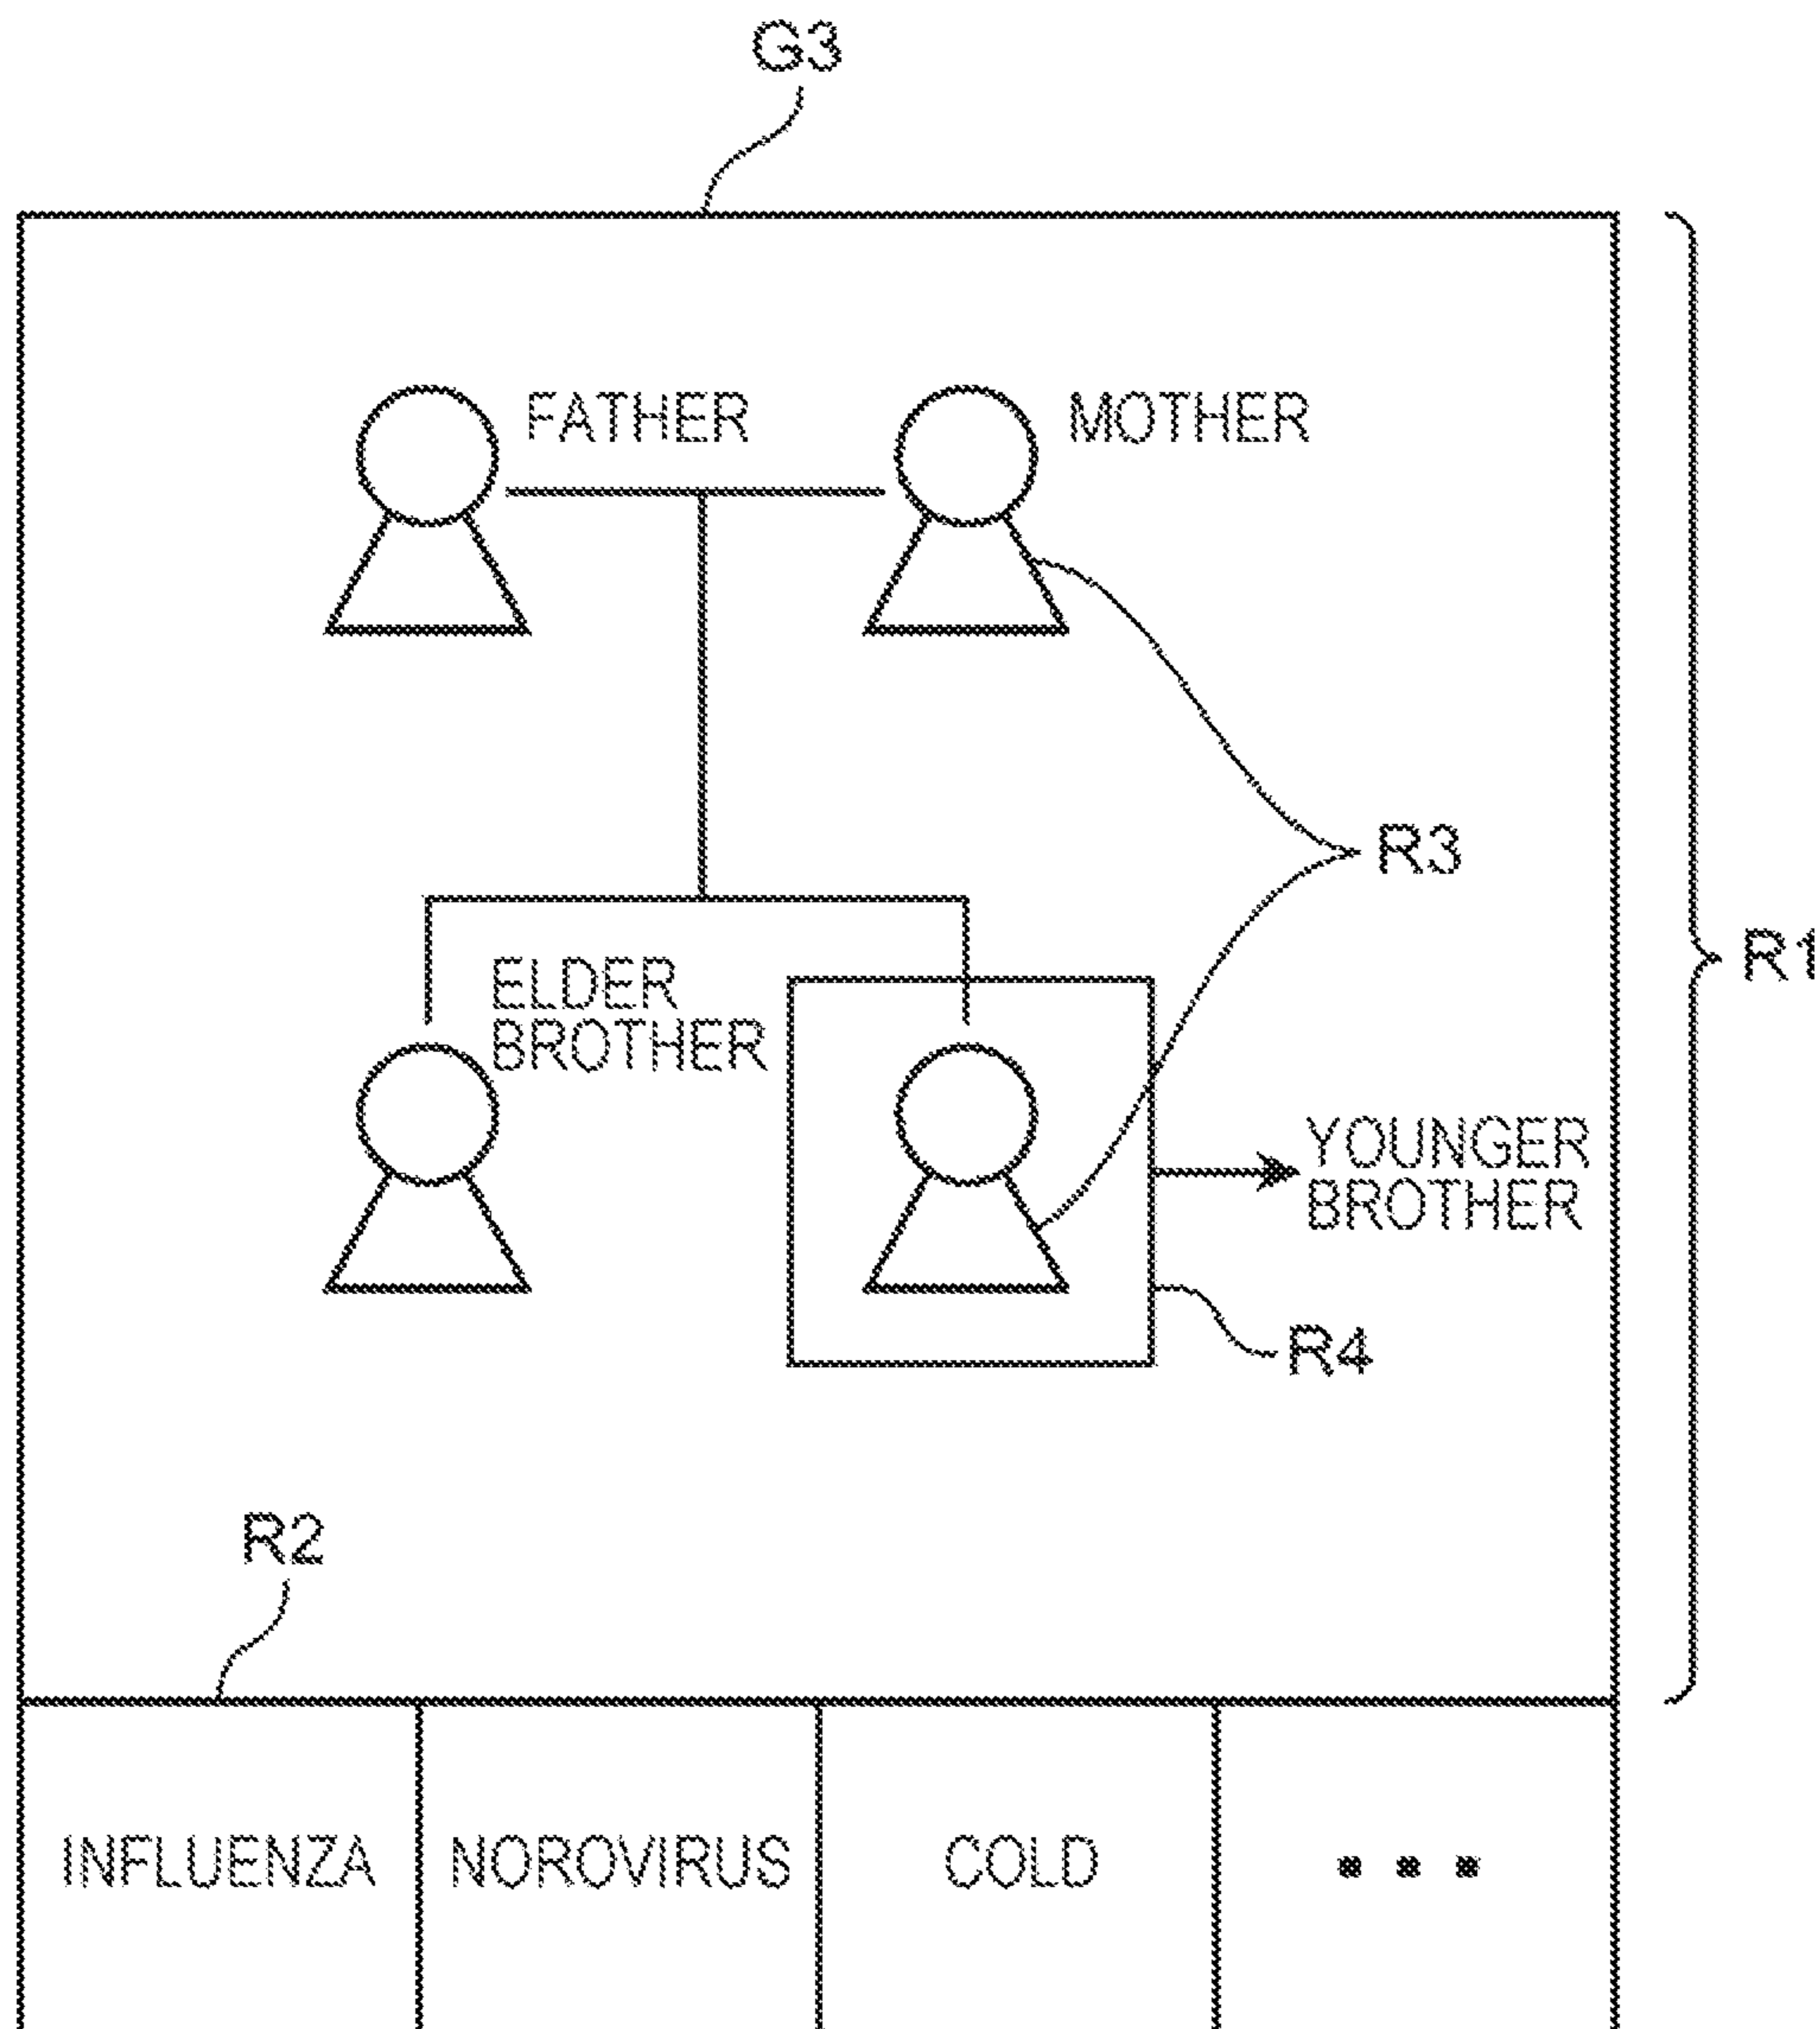 G3
FATHER
MOTHER
R3
R1
ELDER
BROTHER
YOUNGER
BROTHER
R4
R2
INFLUENZA
NOROVIRUS
COLD
...